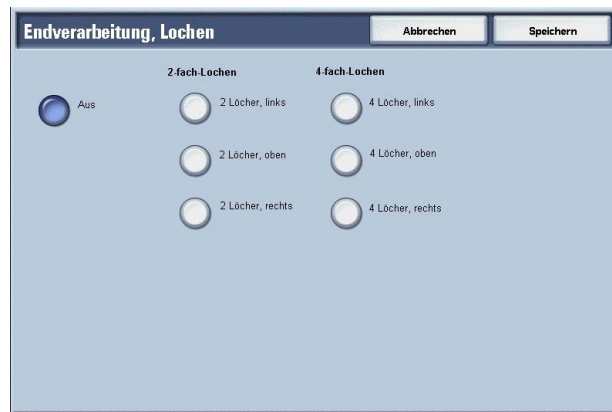 Endverarbeitung, Lochen
Abbrechen
Speichern
2-fach-Lochen
4-fach-Lochen
Aus
2 Löcher, links
4 Löcher, links
2 Löcher, oben
4 Löcher, oben
2 Löcher, rechts
4 Löcher, rechts